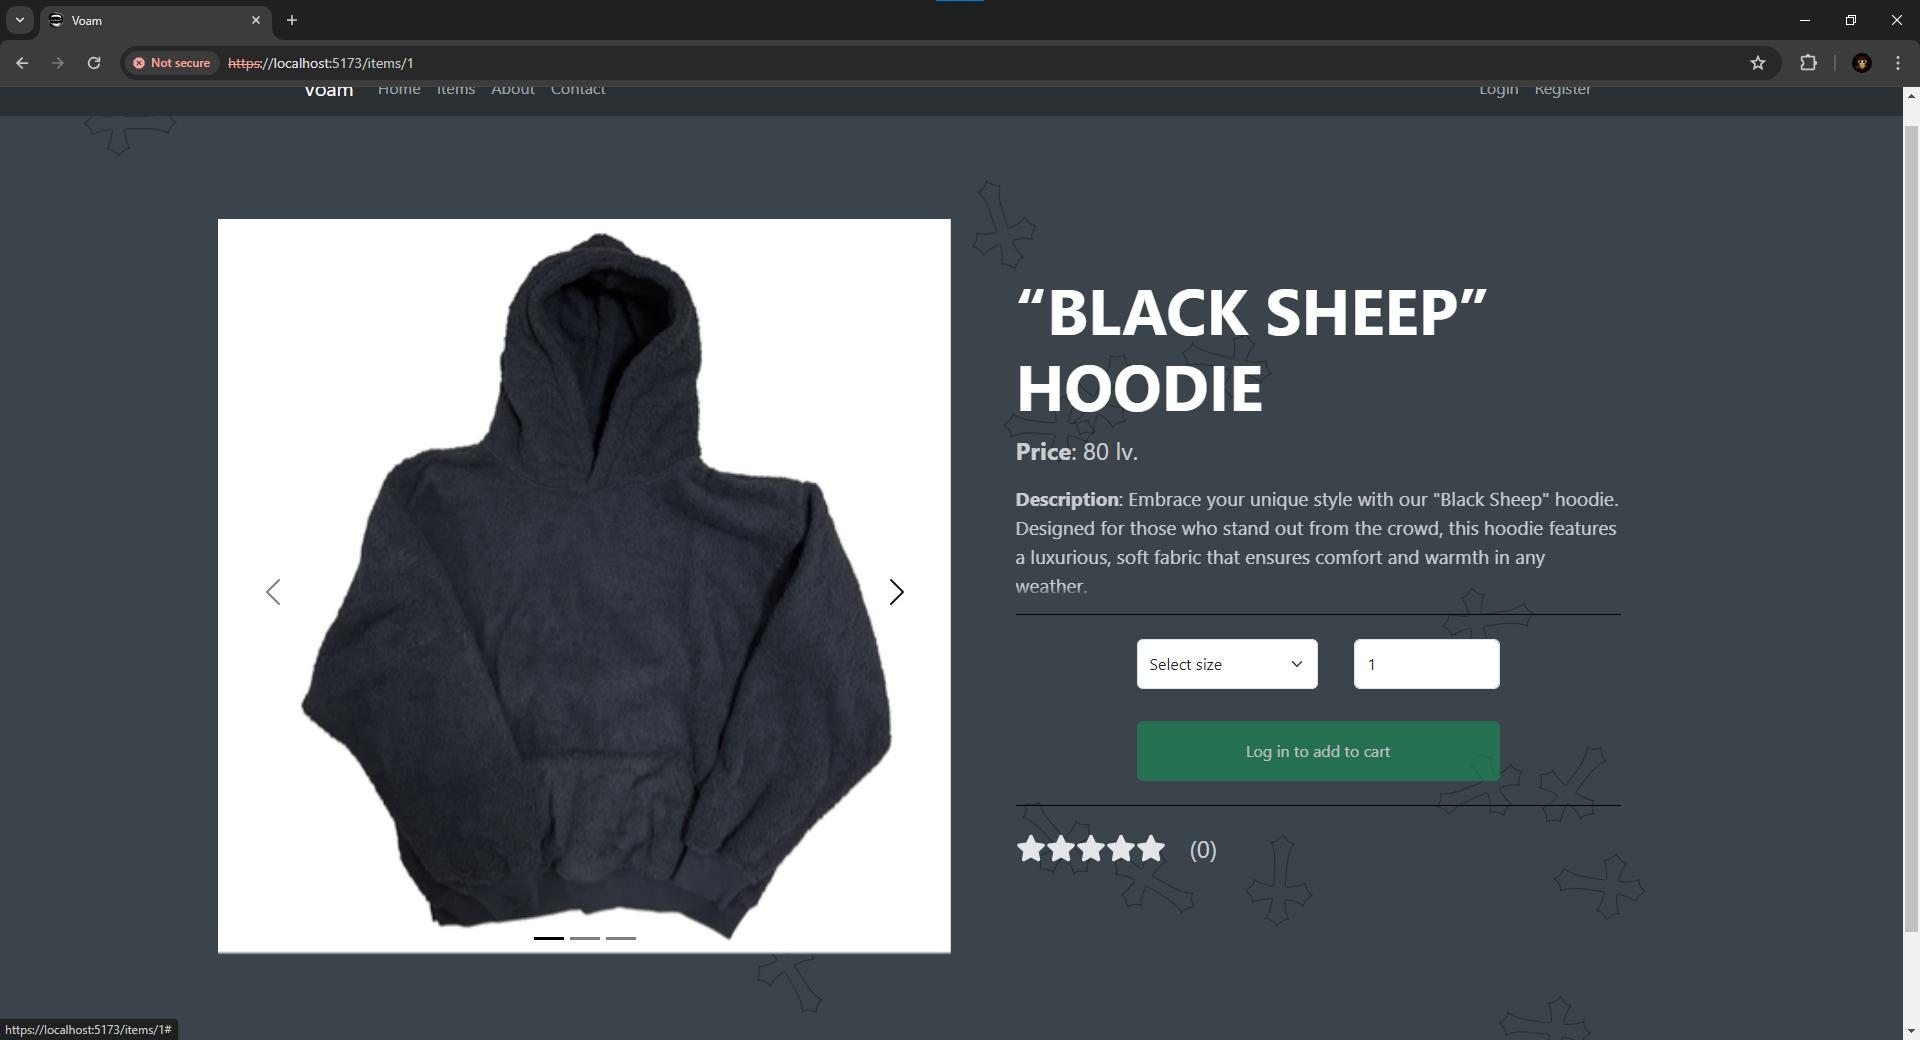 Voam
Not secure
https://localhost:5173/items/1
Voam Home Items About Contact Login Register
“BLACK SHEEP”
HOODIE
Price: 80 lv.
Description: Embrace your unique style with our "Black Sheep" hoodie.
Designed for those who stand out from the crowd, this hoodie features
a luxurious, soft fabric that ensures comfort and warmth in any
weather.
Select size
1
Log in to add to cart
(0)
https://localhost:5173/items/1#